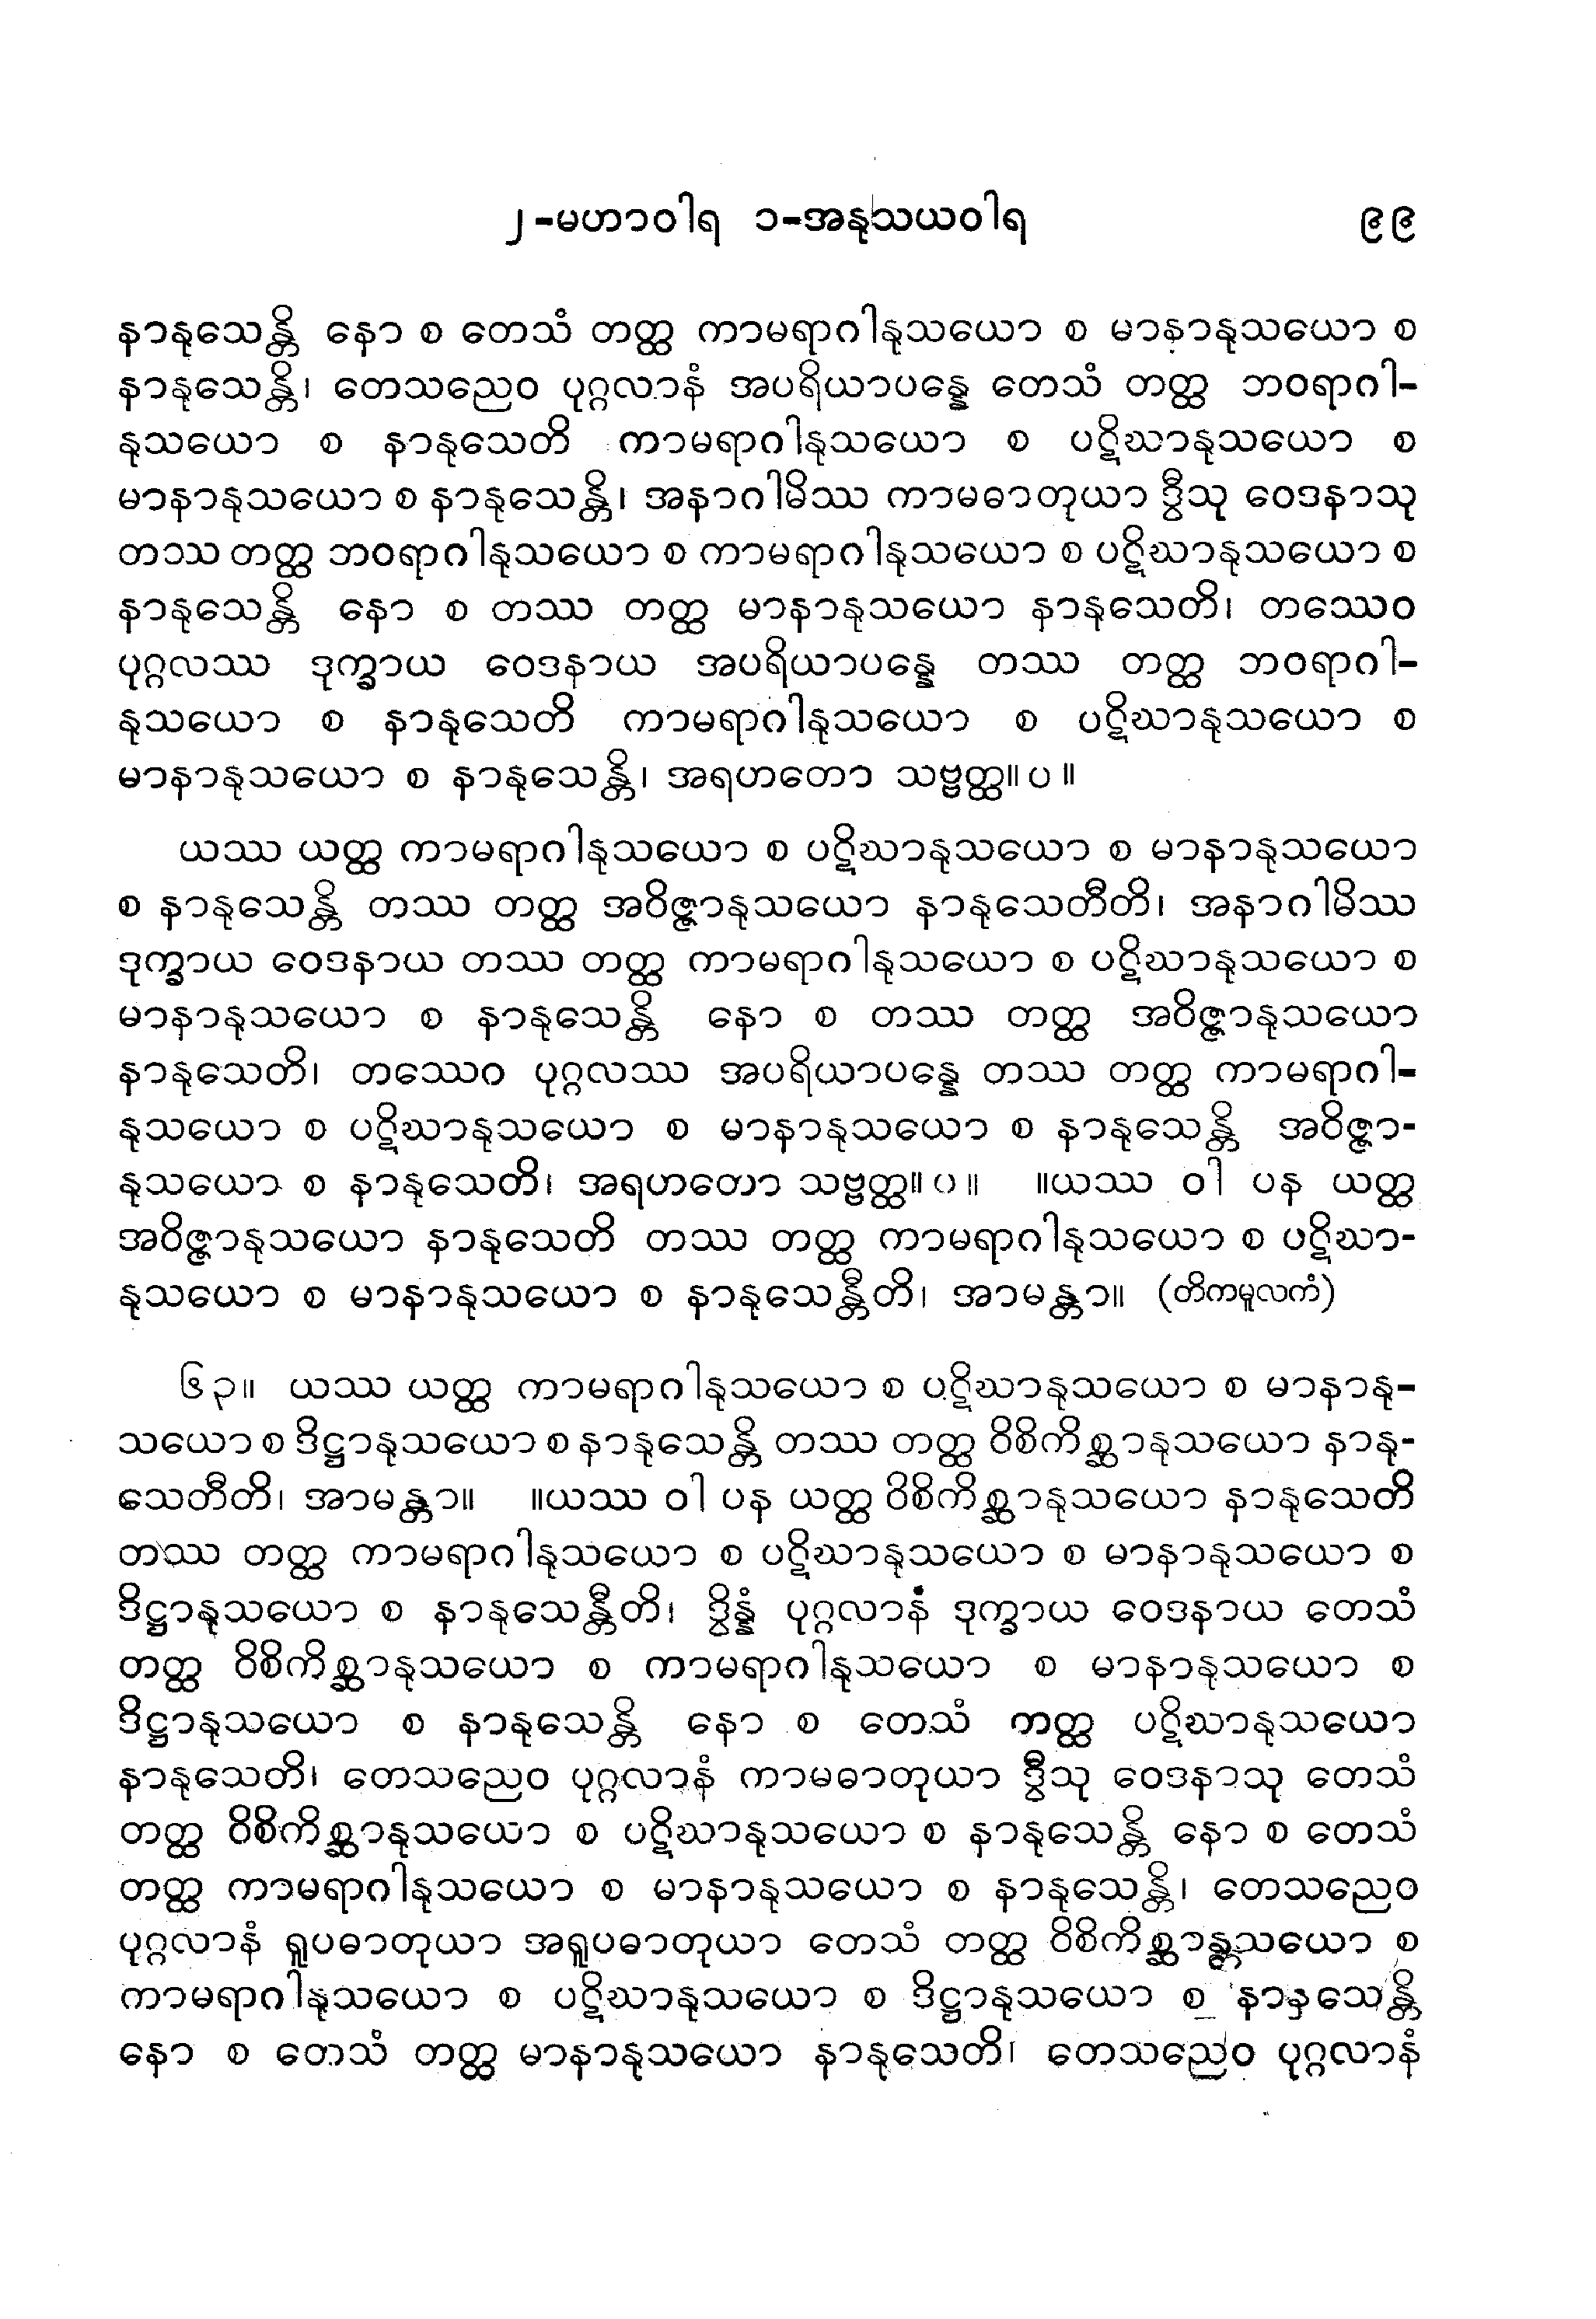 ၂-မဟာဝါရ ၁-အနုသယဝါရ ၉၉
နာနုသေန္တိ နော စ တေသံ တတ္ထ ကာမရာဂါနုသယော စ မာနာနုသယော စ
နာနုသေန္တိ၊ တေသညေဝ ပုဂ္ဂလာနံ အပရိယာပန္နေ တေသံ တတ္ထ ဘဝရာဂါ-
နုသယော စ နာနုသေတိ ကာမရာဂါနုသယော စ ပဋိဃာနုသယော စ
မာနာနုသယော စ နာနုသေန္တိ၊ အနာဂါမိဿ ကာမဓာတုယာ ဒွီသု ဝေဒနာသု
တဿ တတ္ထ ဘဝရာဂါနုသယော စ ကာမရာဂါနုသယော စ ပဋိဃာနုသယော စ
နာနုသေန္တိ နော စ တဿ တတ္ထ မာနာနုသယော နာနုသေတိ၊ တဿေဝ
ပုဂ္ဂလဿ ဒုက္ခာယ ဝေဒနာယ အပရိယာပန္နေ တဿ တတ္ထ ဘဝရာဂါ-
နုသယော စ နာနုသေတိ ကာမရာဂါနုသယော စ ပဋိဃာနုသယော စ
မာနာနုသယော စ နာနုသေန္တိ၊ အရဟတော သဗ္ဗတ္ထ။ ပ ။
ယဿ ယတ္ထ ကာမရာဂါနုသယော စ ပဋိဃာနုသယော စ မာနာနုသယော
စ နာနုသေန္တိ တဿ တတ္ထ အဝိဇ္ဇာနုသယော နာနုသေတီတိ၊ အနာဂါမိဿ
ဒုက္ခာယ ဝေဒနာယ တဿ တတ္ထ ကာမရာဂါနုသယော စ ပဋိဃာနုသယော စ
မာနာနုသယော စ နာနုသေန္တိ နော စ တဿ တတ္ထ အဝိဇ္ဇာနုသယော
နာနုသေတိ၊ တဿေဝ ပုဂ္ဂလဿ အပရိယာပန္နေ တဿ တတ္ထ ကာမရာဂါ-
နုသယော စ ပဋိဃာနုသယော စ မာနာနုသယော စ နာနုသေန္တိ အဝိဇ္ဇာ-
နုသယော စ နာနုသေတိ၊ အရဟတော သဗ္ဗတ္ထ။ ပ ။ ။ယဿ ဝါ ပန ယတ္ထ
အဝိဇ္ဇာနုသယော နာနုသေတိ တဿ တတ္ထ ကာမရာဂါနုသယော စ ပဋိဃာ-
နုသယော စ မာနာနုသယော စ နာနုသေန္တီတိ၊ အာမန္တာ။ (တိကမူလကံ)
၆၃။ ယဿ ယတ္ထ ကာမရာဂါနုသယော စ ပဋိဃာနုသယော စ မာနာနု-
သယော စ ဒိဋ္ဌာနုသယော စ နာနုသေန္တိ တဿ တတ္ထ ဝိစိကိစ္ဆာနုသယော နာနု-
သေတီတိ၊ အာမန္တာ။ ။ယဿ ဝါ ပန ယတ္ထ ဝိစိကိစ္ဆာနုသယော နာနုသေတိ
တဿ တတ္ထ ကာမရာဂါနုသယော စ ပဋိဃာနုသယော စ မာနာနုသယော စ
ဒိဋ္ဌာနုသယော စ နာနုသေန္တီတိ၊ ဒွိန္နံ ပုဂ္ဂလာနံ ဒုက္ခာယ ဝေဒနာယ တေသံ
တတ္ထ ဝိစိကိစ္ဆာနုသယော စ ကာမရာဂါနုသယော စ မာနာနုသယော စ
ဒိဋ္ဌာနုသယော စ နာနုသေန္တိ နော စ တေသံ တတ္ထ ပဋိဃာနုသယော
နာနုသေတိ၊ တေသညေဝ ပုဂ္ဂလာနံ ကာမဓာတုယာ ဒွီသု ဝေဒနာသု တေသံ
တတ္ထ ဝိစိကိစ္ဆာနုသယော စ ပဋိဃာနုသယော စ နာနုသေန္တိ နော စ တေသံ
တတ္ထ ကာမရာဂါနုသယော စ မာနာနုသယော စ နာနုသေန္တိ၊ တေသညေဝ
ပုဂ္ဂလာနံ ရူပဓာတုယာ အရူပဓာတုယာ တေသံ တတ္ထ ဝိစိကိစ္ဆာနုသယော စ
ကာမရာဂါနုသယော စ ပဋိဃာနုသယော စ ဒိဋ္ဌာနုသယော စ နာနုသေန္တိ
နော စ တေသံ တတ္ထ မာနာနုသယော နာနုသေတိ၊ တေသညေဝ ပုဂ္ဂလာနံ